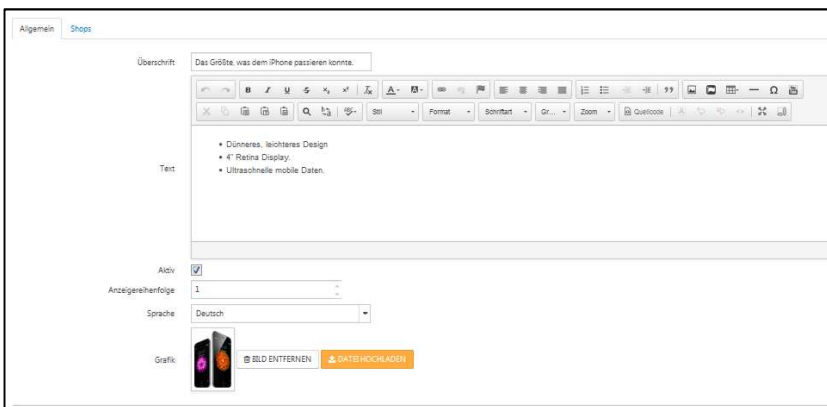 Allgemein Shops
Überschrift Das Größte, was dem iPhone passieren konnte.
Stil Format Schriftart Gr... Zoom Quellcode
• Dünneres, leichteres Design
• 4" Retina Display.
• Ultraschnelle mobile Daten.
Text
Aktiv
Anzeigereihenfolge 1
Sprache Deutsch
Grafik BILD ENTFERNEN DATEI HOCHLADEN